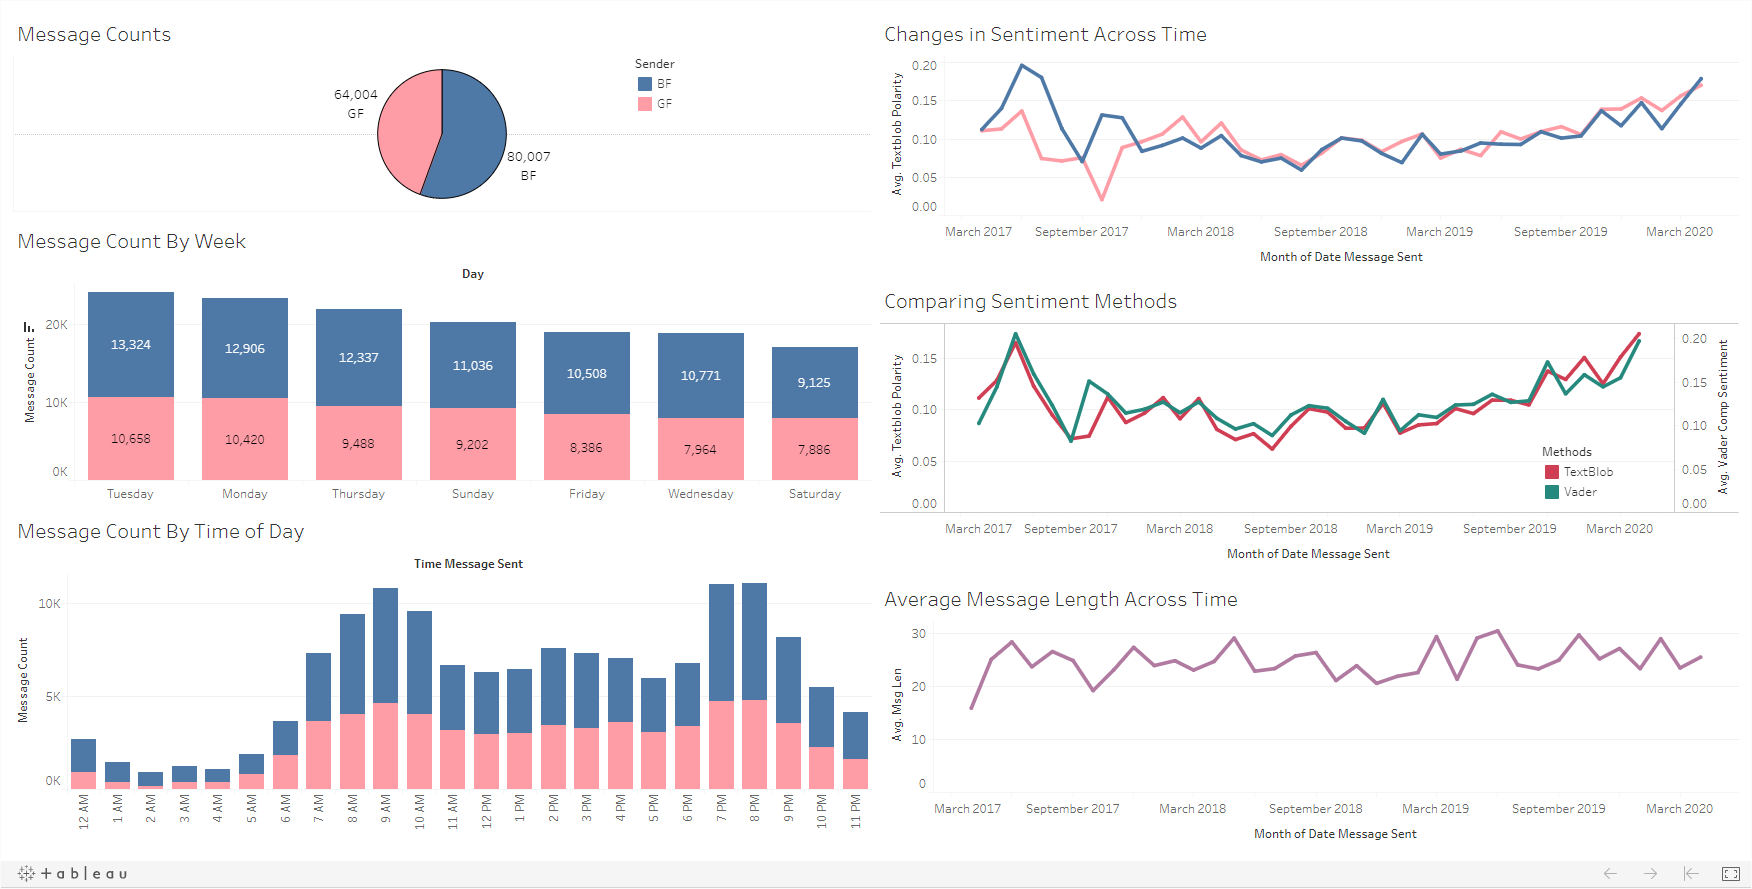 Message Counts
Sender
BF
GF
64,004
GF
80,007
BF
Message Count By Week
Day
Message Count
20K
10K
0K
13,324
12,906
12,337
11,036
10,508
10,771
9,125
10,658
10,420
9,488
9,202
8,386
7,964
7,886
Tuesday
Monday
Thursday
Sunday
Friday
Wednesday
Saturday
Message Count By Time of Day
Time Message Sent
Message Count
10K
5K
0K
12 AM
1 AM
2 AM
3 AM
4 AM
5 AM
6 AM
7 AM
8 AM
9 AM
10 AM
11 AM
12 PM
1 PM
2 PM
3 PM
4 PM
5 PM
6 PM
7 PM
8 PM
9 PM
10 PM
11 PM
Changes in Sentiment Across Time
Avg. Textblob Polarity
0.20
0.15
0.10
0.05
0.00
March 2017
September 2017
March 2018
September 2018
March 2019
September 2019
March 2020
Month of Date Message Sent
Comparing Sentiment Methods
Avg. Textblob Polarity
0.15
0.10
0.05
0.00
0.20
0.15
0.10
0.05
0.00
Avg. Vader Comp Sentiment
Methods
TextBlob
Vader
March 2017
September 2017
March 2018
September 2018
March 2019
September 2019
March 2020
Month of Date Message Sent
Average Message Length Across Time
Avg. Msg Len
30
20
10
0
March 2017
September 2017
March 2018
September 2018
March 2019
September 2019
March 2020
Month of Date Message Sent
+ a b l e a u